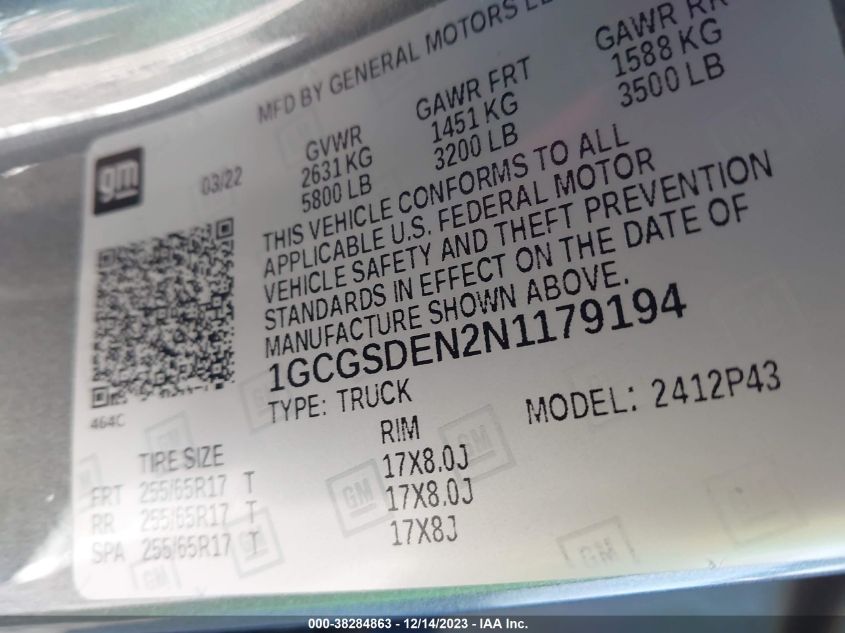 MFD BY GENERAL MOTORS
gm
03/22
GVWR
2631 KG
5800 LB
GAWR FRT
1451 KG
3200 LB
GAWR RR
1588 KG
3500 LB
THIS VEHICLE CONFORMS TO ALL
APPLICABLE U.S. FEDERAL MOTOR
VEHICLE SAFETY AND THEFT PREVENTION
STANDARDS IN EFFECT ON THE DATE OF
MANUFACTURE SHOWN ABOVE.
1GCGSDEN2N1179194
TYPE: TRUCK
MODEL: 2412P43
464C
TIRE SIZE RIM
FRT 255/65R17 T 17X8.0J
RR 255/65R17 T 17X8.0J
SPA 255/65R17 T 17X8J
GM
GM
GM
GM
000-38284863 - 12/14/2023 - IAA Inc.